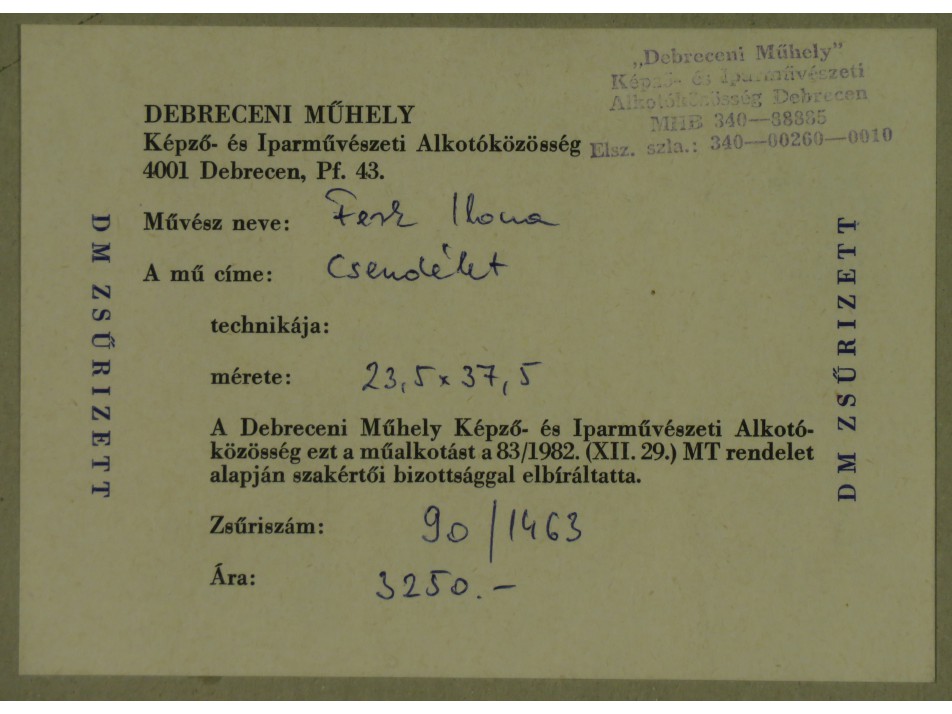 „Debreceni Műhely”
Képző- és Iparművészeti
Alkotóközösség Debrecen
MHB 340—88885
Elsz. szla.: 340—00260—0010
DEBRECENI MŰHELY
Képző- és Iparművészeti Alkotóközösség
4001 Debrecen, Pf. 43.
Művész neve: Ilona
A mű címe: Csendélet
technikája:
mérete: 23,5 x 37,5
A Debreceni Műhely Képző- és Iparművészeti Alkotó-
közösség ezt a műalkotást a 83/1982. (XII. 29.) MT rendelet
alapján szakértői bizottsággal elbíráltatta.
Zsűriszám: 90/1463
Ára: 3250.-
DM ZSŰRIZETT
DM ZSŰRIZETT